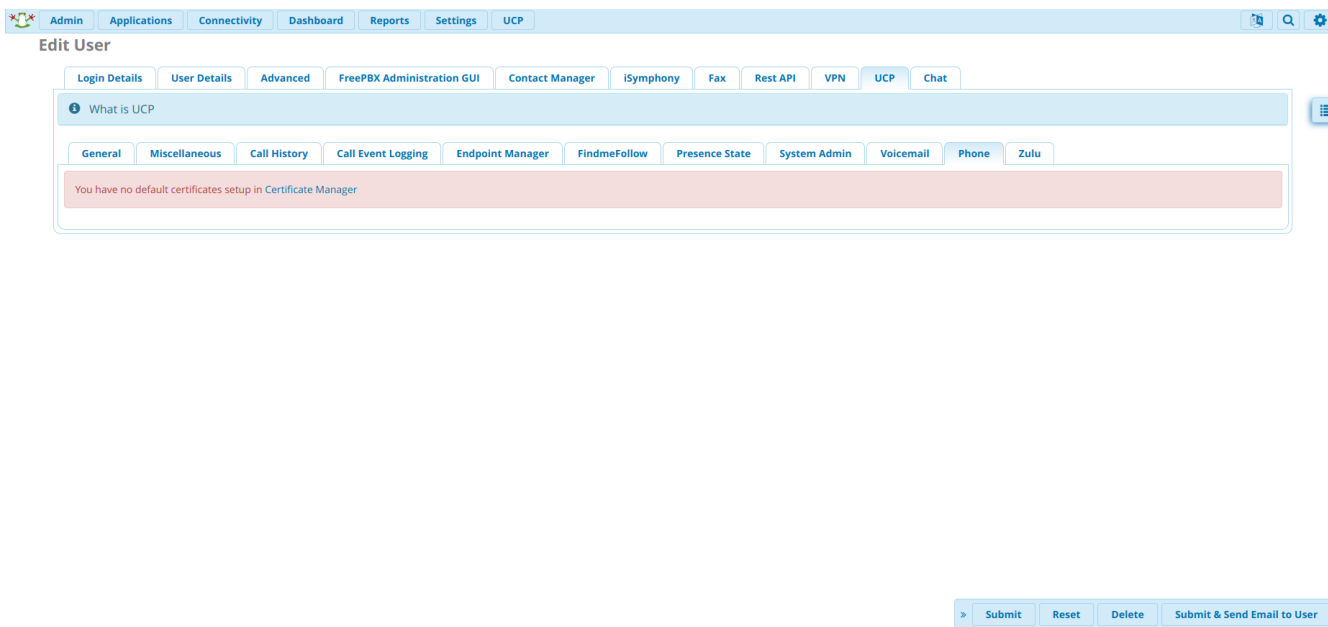 Admin Applications Connectivity Dashboard Reports Settings UCP
Edit User
Login Details User Details Advanced FreePBX Administration GUI Contact Manager iSymphony Fax Rest API VPN UCP Chat
What is UCP
General Miscellaneous Call History Call Event Logging Endpoint Manager FindmeFollow Presence State System Admin Voicemail Phone Zulu
You have no default certificates setup in Certificate Manager
» Submit Reset Delete Submit & Send Email to User